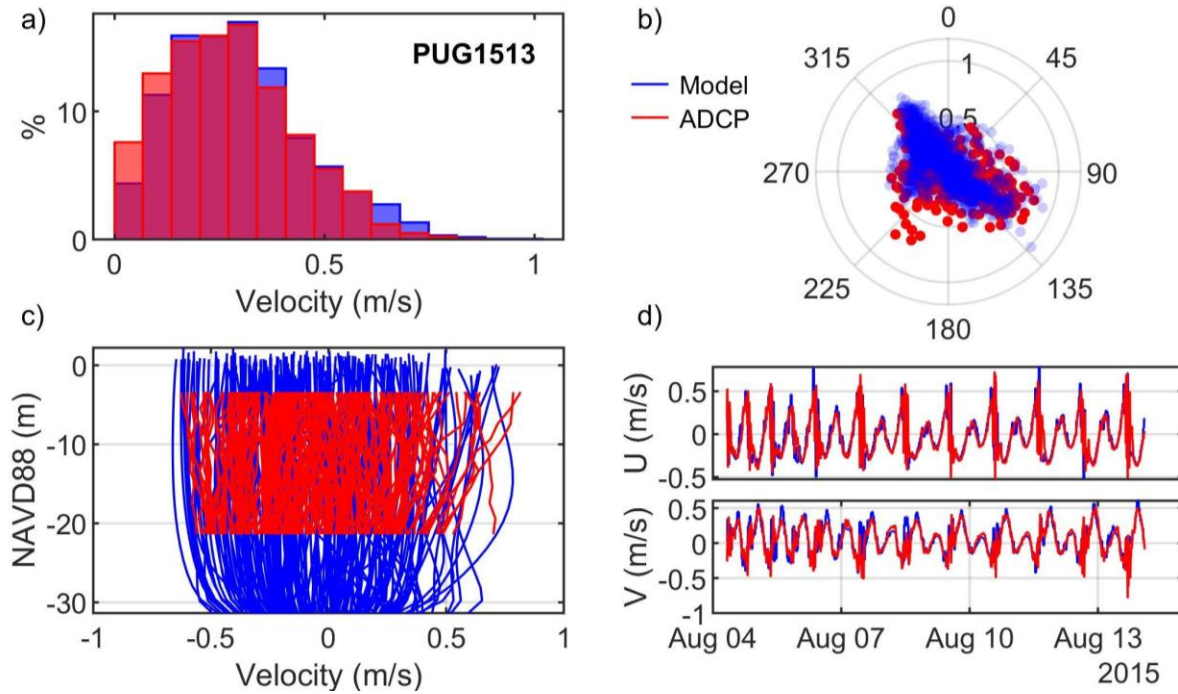 a)
PUG1513
10
0
%
0
0.5
1
Velocity (m/s)
b)
0
45
90
135
180
225
270
315
1
0.5
Model
ADCP
c)
0
-10
-20
-30
NAVD88 (m)
-1
-0.5
0
0.5
1
Velocity (m/s)
d)
0.5
0
-0.5
U (m/s)
0.5
0
-0.5
-1
V (m/s)
Aug 04
Aug 07
Aug 10
Aug 13
2015